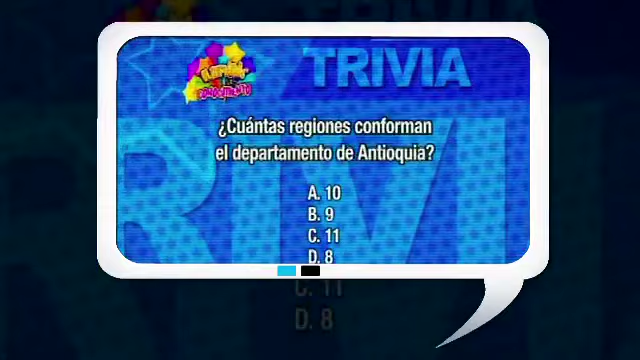 TRIVIA
¿Cuántas regiones conforman
el departamento de Antioquia?
A. 10
B. 9
C. 11
D. 8
C. 11
D. 8